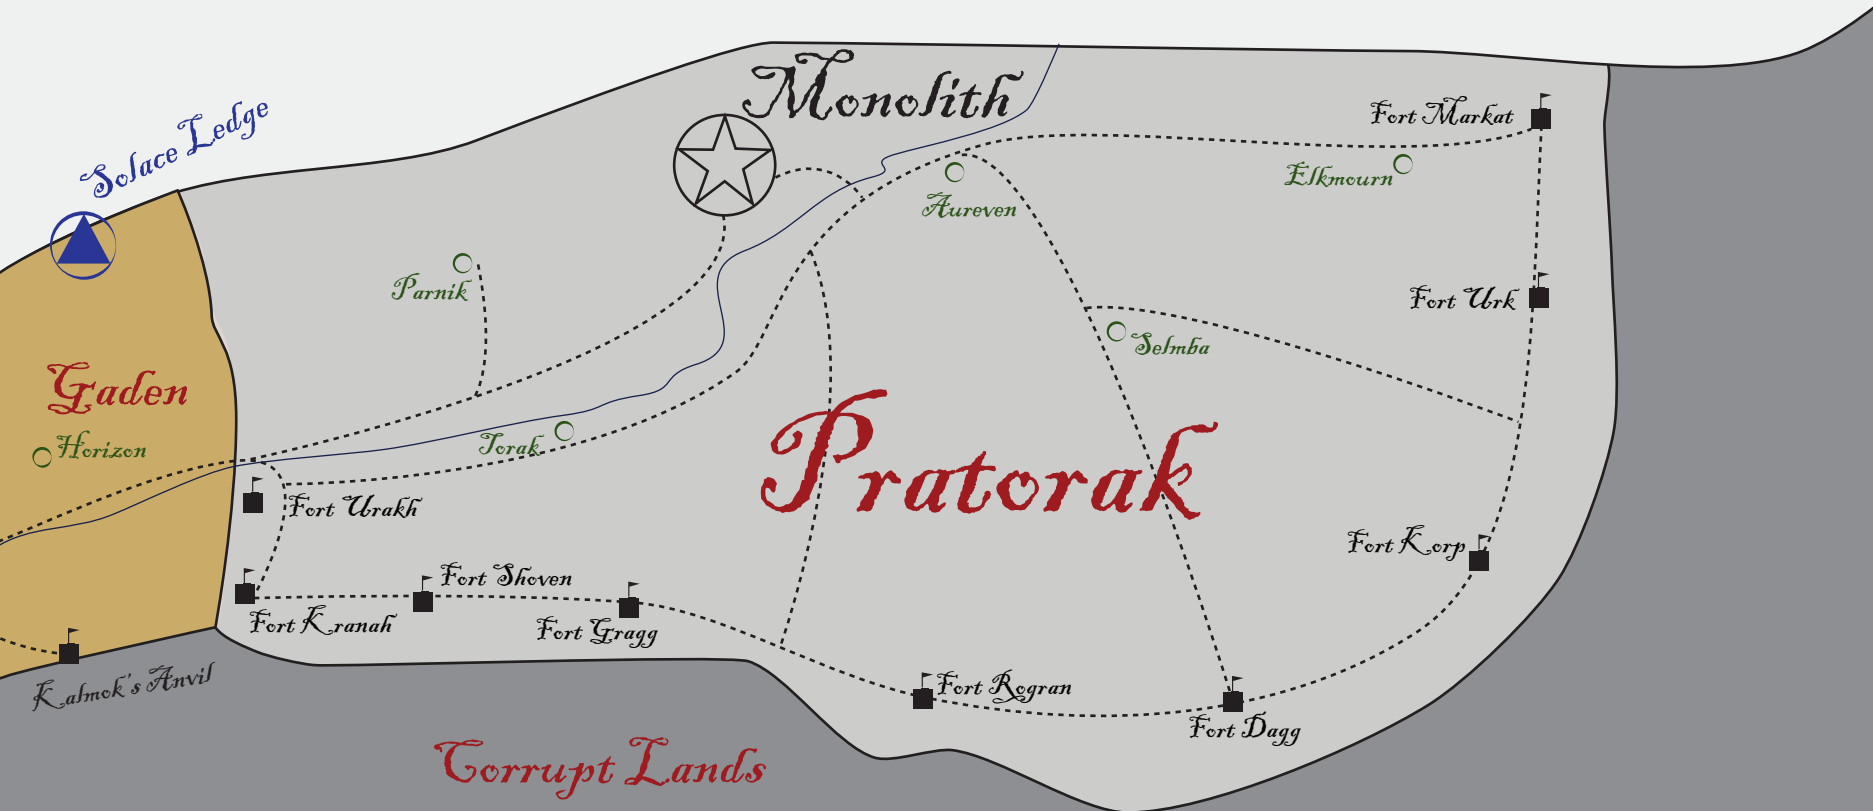 Monolith
Solace Ledge
Fort Markat
Elkmourn
Aureven
Parnik
Fort Urk
Selmba
Gaden
Horizon
Torak
Pratorak
Fort Urakh
Fort Korp
Fort Shoven
Fort Kranah
Fort Gragg
Kalmok's Anvil
Fort Rogran
Fort Dagg
Corrupt Lands